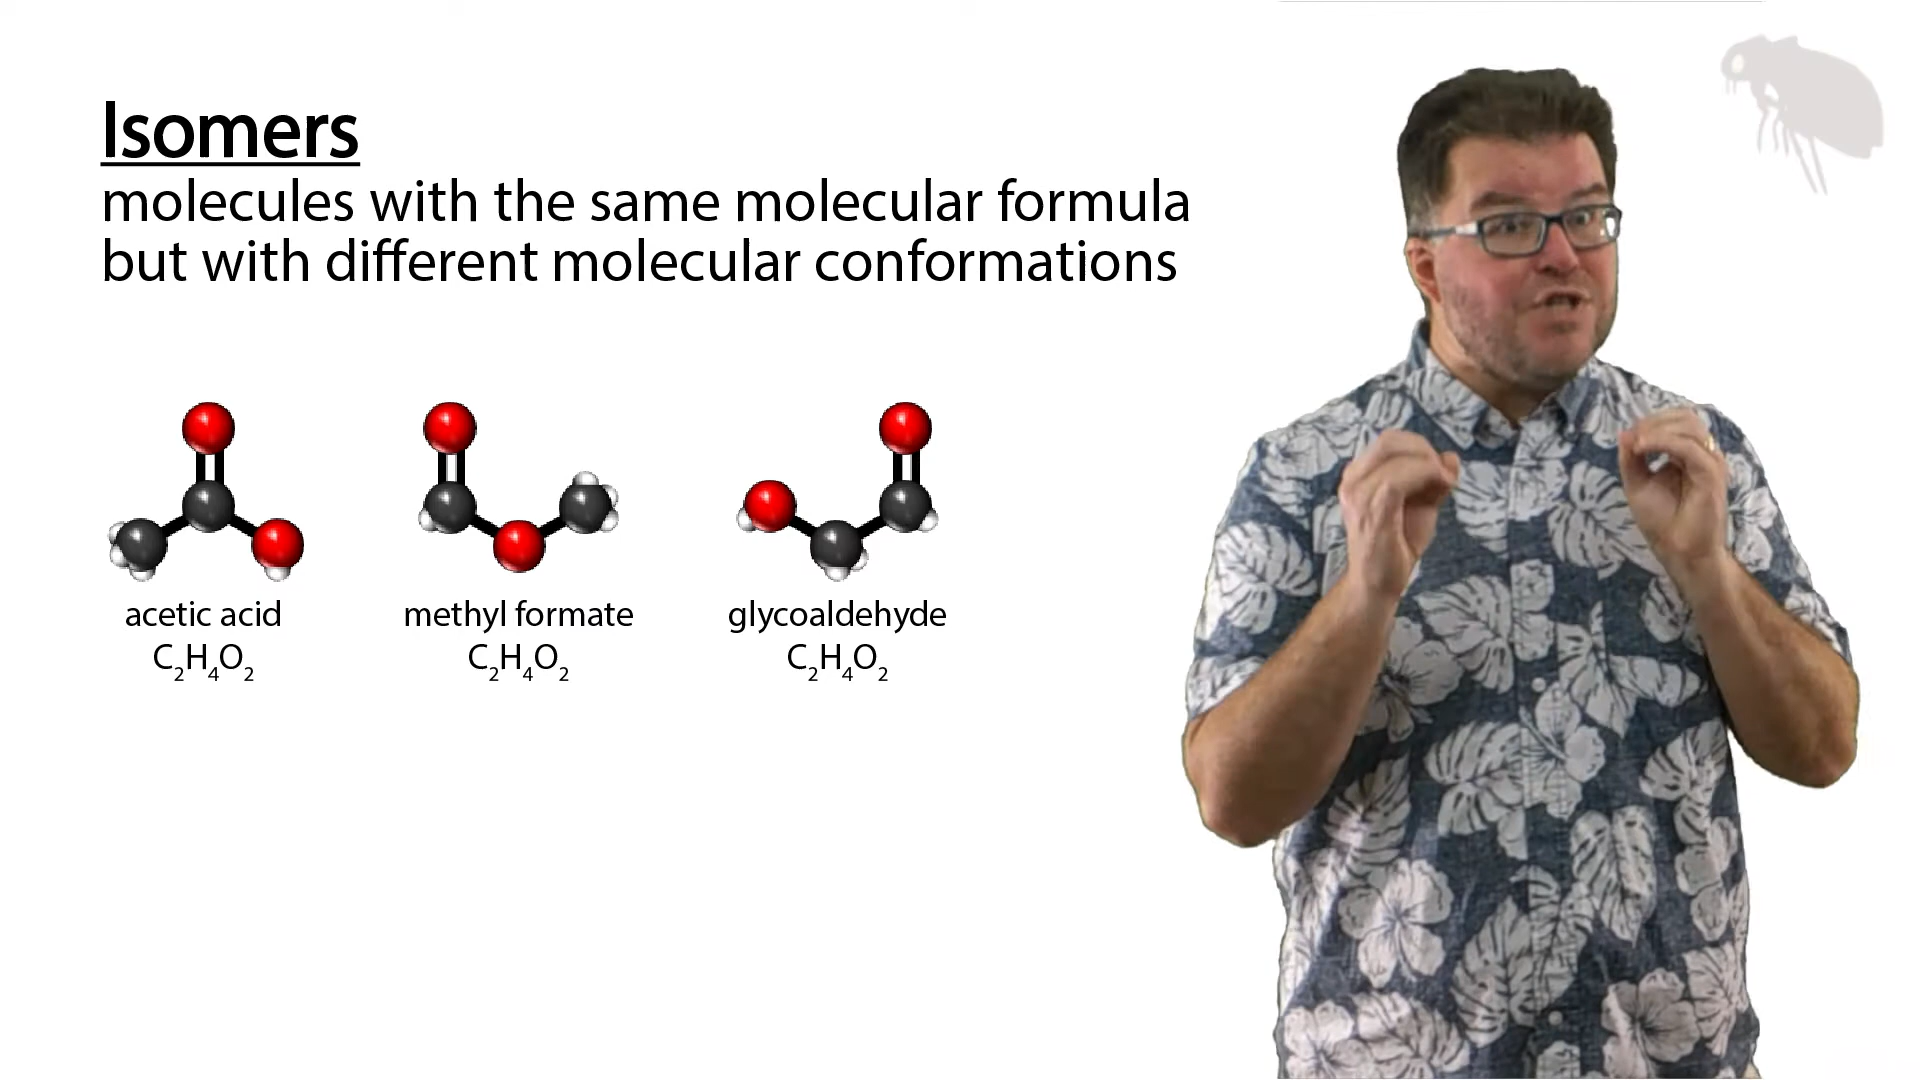 Isomers
molecules with the same molecular formula
but with different molecular conformations
acetic acid
C₂H₄O₂
methyl formate
C₂H₄O₂
glycoaldehyde
C₂H₄O₂